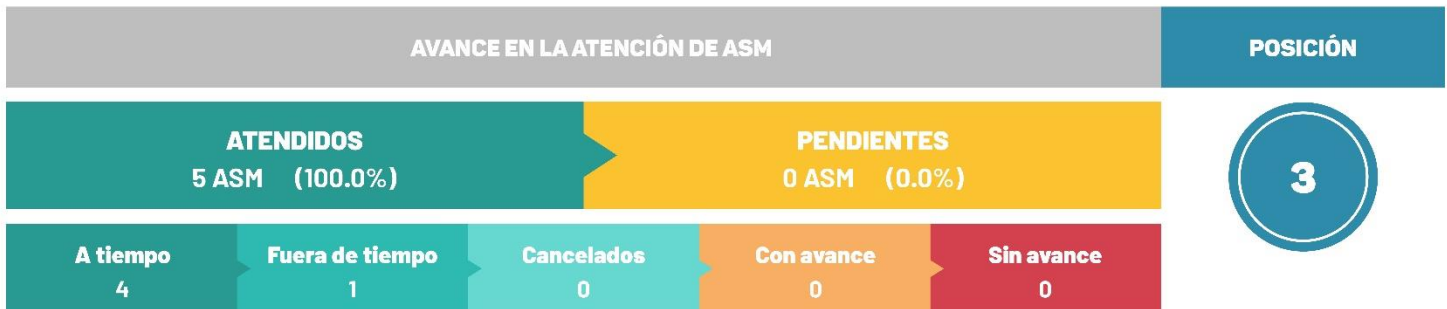 AVANCE EN LA ATENCIÓN DE ASM
POSICIÓN
ATENDIDOS
5 ASM (100.0%)
PENDIENTES
0 ASM (0.0%)
3
A tiempo
4
Fuera de tiempo
1
Cancelados
0
Con avance
0
Sin avance
0